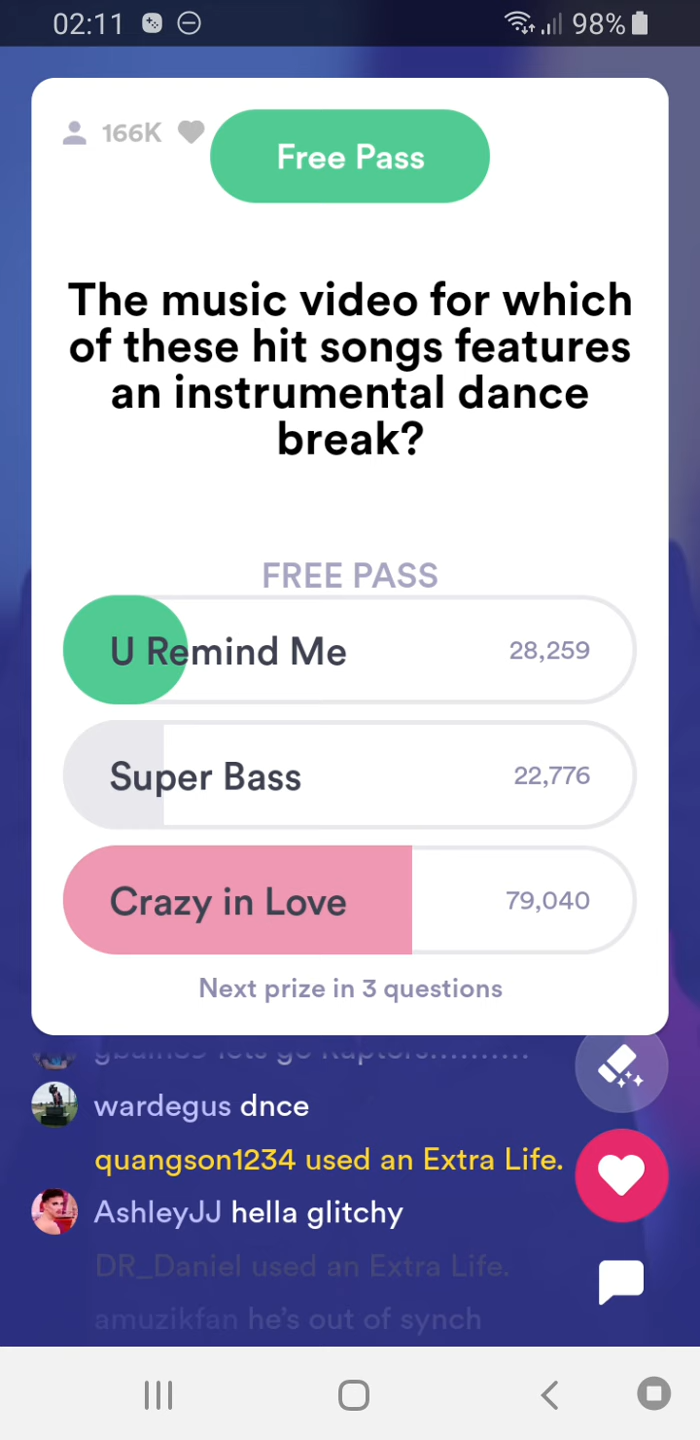 02:11
98%
166K
Free Pass
The music video for which
of these hit songs features
an instrumental dance
break?
FREE PASS
U Remind Me 28,259
Super Bass 22,776
Crazy in Love 79,040
Next prize in 3 questions
lets go Raptors..........
wardegus dnce
quangson1234 used an Extra Life.
AshleyJJ hella glitchy
DR_Daniel used an Extra Life.
amuzikfan he's out of synch